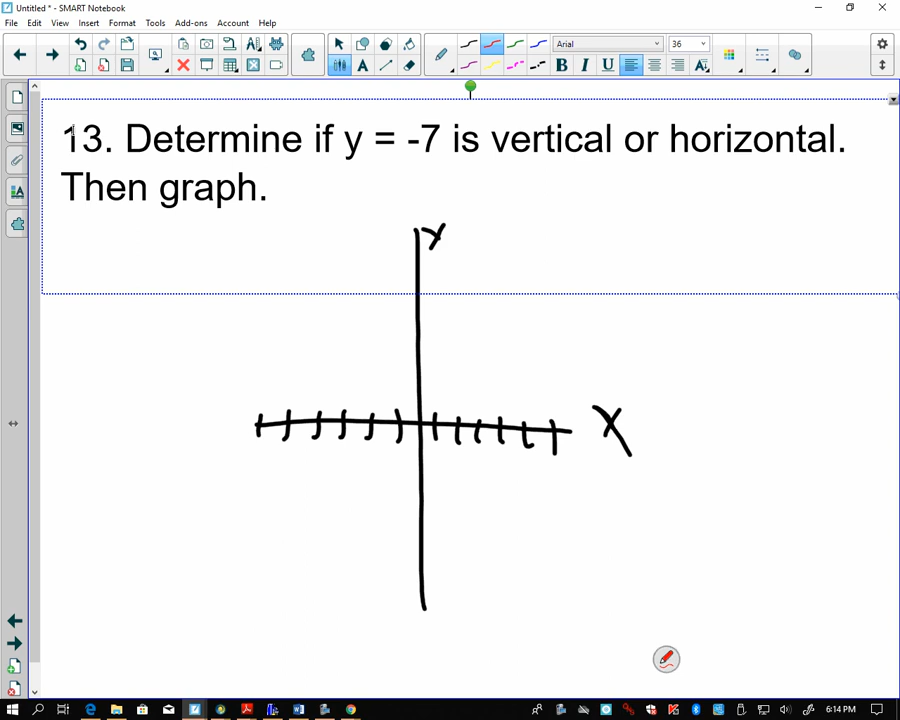 Untitled * - SMART Notebook
File Edit View Insert Format Tools Add-ons Account Help
Arial 36
B I U A
13. Determine if y = -7 is vertical or horizontal.
Then graph.
y
X
6:14 PM